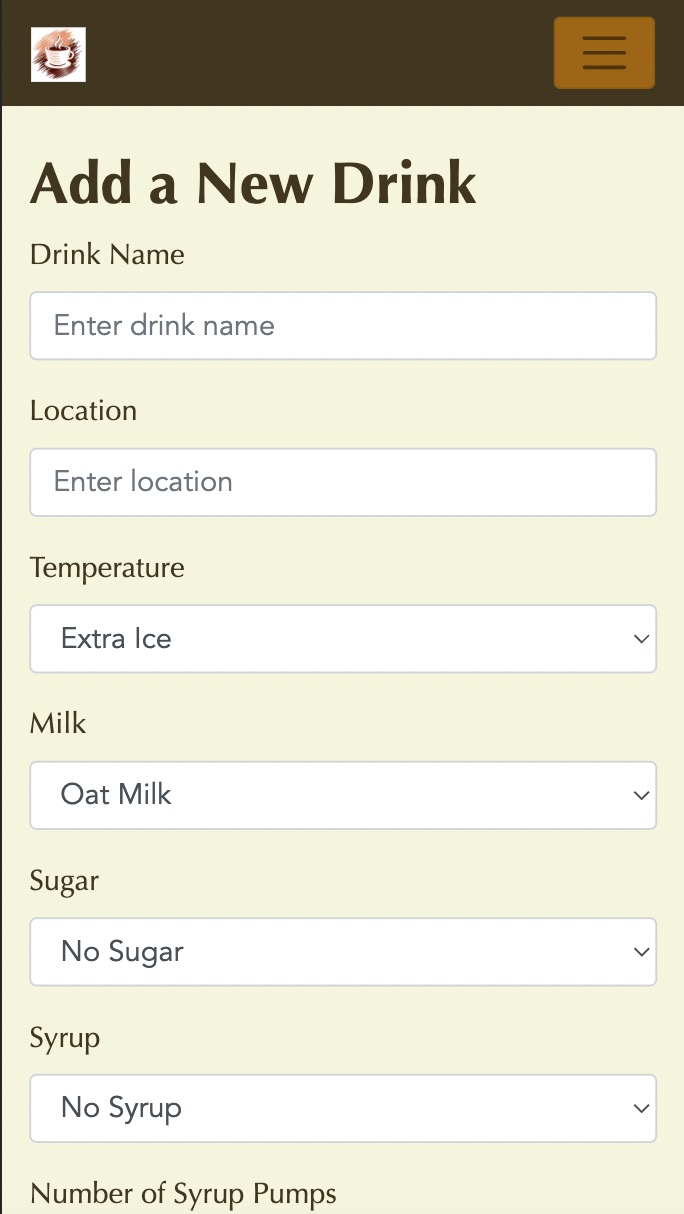 Add a New Drink
Drink Name
Enter drink name
Location
Enter location
Temperature
Extra Ice
Milk
Oat Milk
Sugar
No Sugar
Syrup
No Syrup
Number of Syrup Pumps